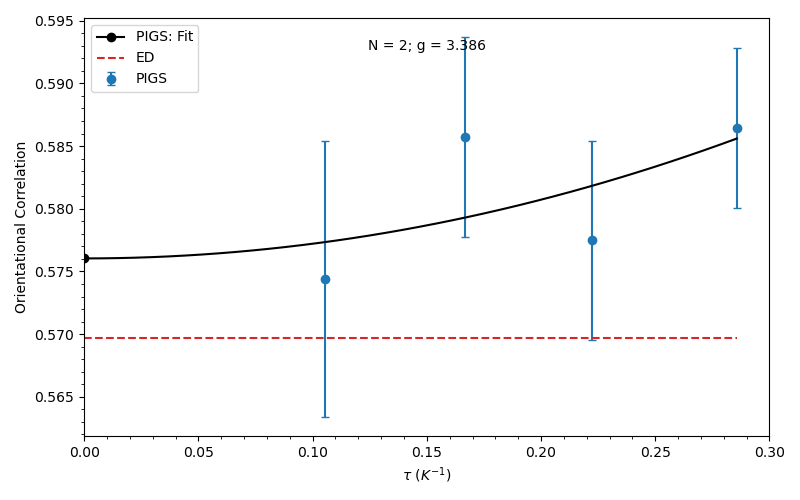 0.595
0.590
0.585
0.580
0.575
0.570
0.565
Orientational Correlation
PIGS: Fit
ED
PIGS
N = 2; g = 3.386
0.00
0.05
0.10
0.15
0.20
0.25
0.30
τ (K⁻¹)